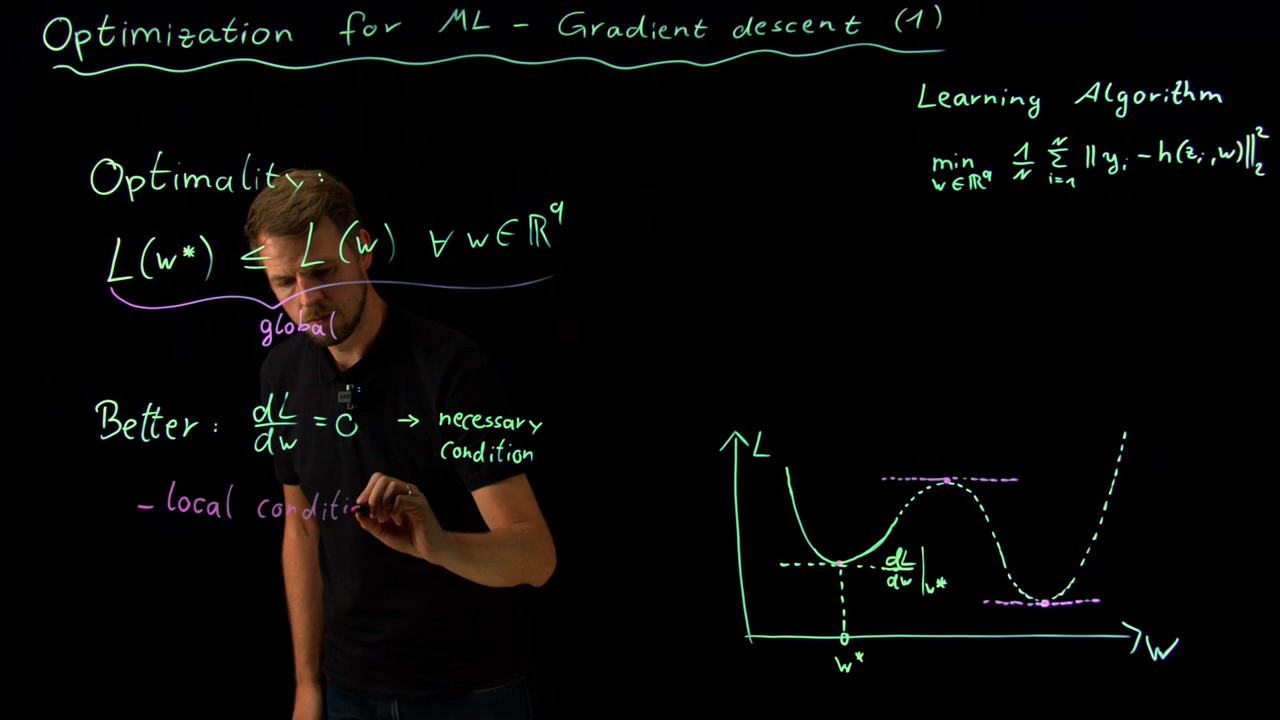 Optimization for ML - Gradient descent (1)
Learning Algorithm
min w∈ℝ^q 1/N Σ i=1 N ‖y_i - h(z_i, w)‖_2^2
Optimality:
L(w*) ≤ L(w) ∀ w∈ℝ^q
global
Better: dL/dw = 0 → necessary
condition
- local conditi
L
dL/dw |w*
w*
w